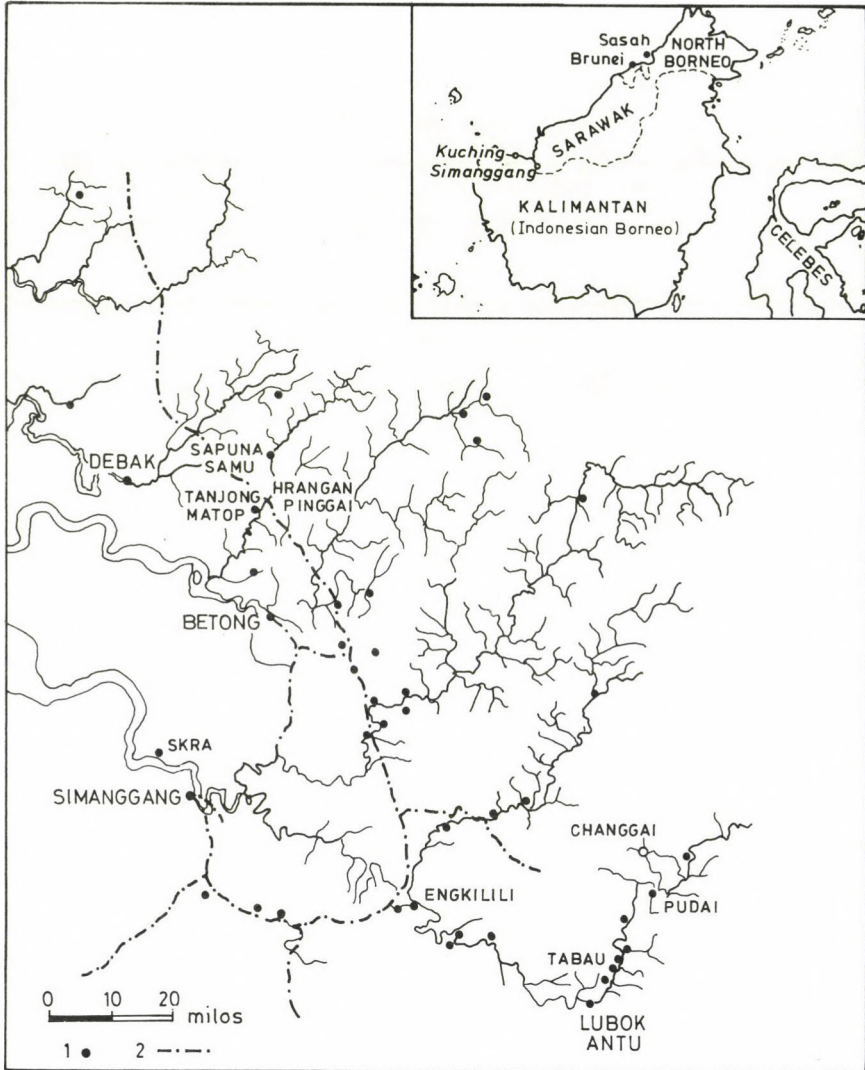 Sasah
Brunei
NORTH
BORNEO
SARAWAK
Kuching
Simanggang
KALIMANTAN
(Indonesian Borneo)
CELEBES
DEBAK
SAPUNA
SAMU
TANJONG
MATOP
HRANGAN
PINGGAI
BETONG
SKRA
SIMANGGANG
CHANGGAI
ENGKILILI
PUDAI
TABAU
LUBOK
ANTU
0 10 20
milos
1 2